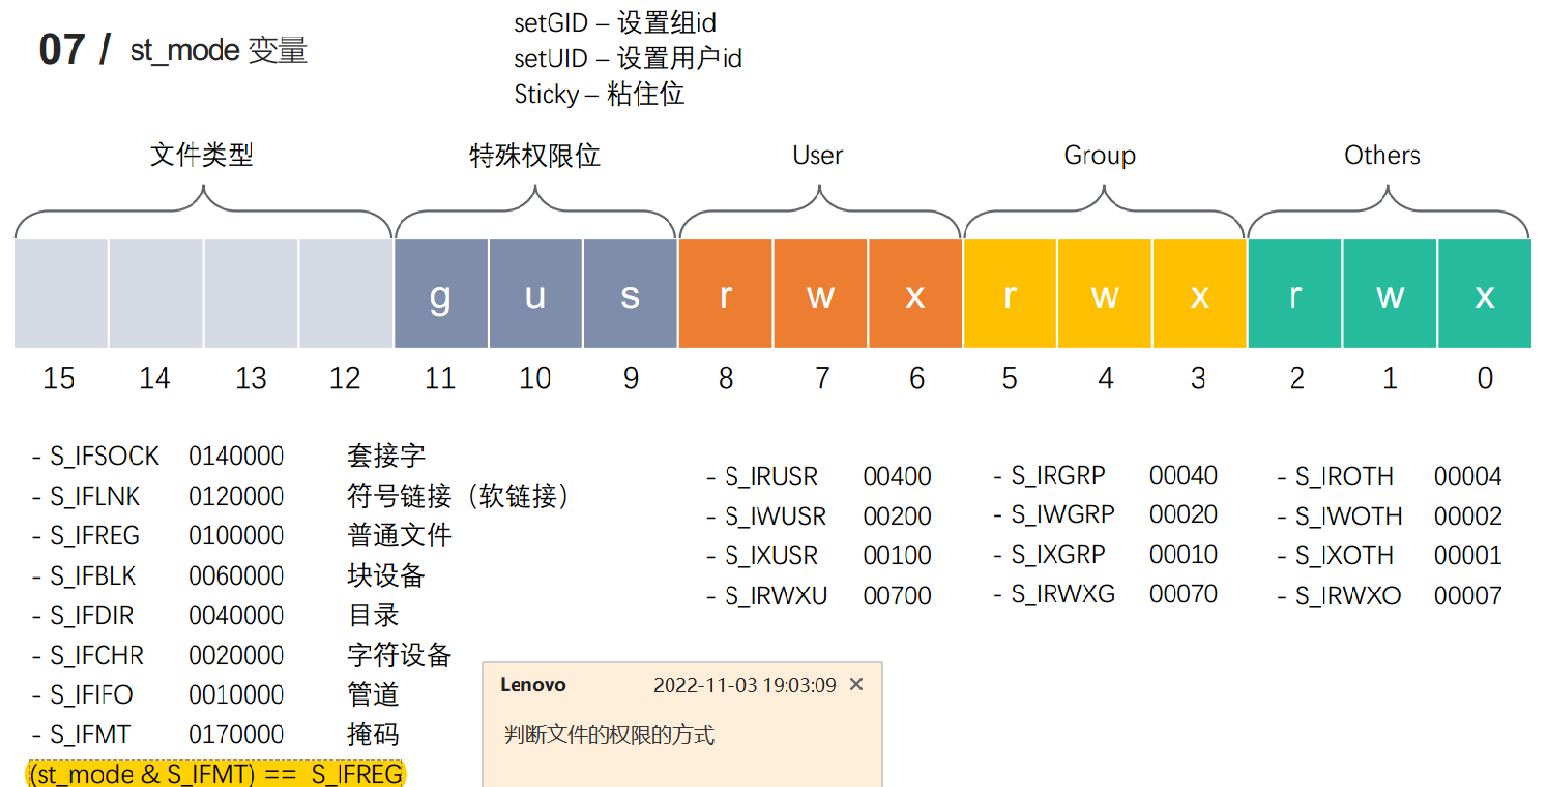 07 / st_mode 变量
setGID – 设置组id
setUID – 设置用户id
Sticky – 粘住位
文件类型 特殊权限位 User Group Others
g u s r w x r w x r w x
15 14 13 12 11 10 9 8 7 6 5 4 3 2 1 0
- S_IFSOCK 0140000 套接字
- S_IFLNK 0120000 符号链接（软链接）
- S_IFREG 0100000 普通文件
- S_IFBLK 0060000 块设备
- S_IFDIR 0040000 目录
- S_IFCHR 0020000 字符设备
- S_IFIFO 0010000 管道
- S_IFMT 0170000 掩码
(st_mode & S_IFMT) == S_IFREG
- S_IRUSR 00400
- S_IWUSR 00200
- S_IXUSR 00100
- S_IRWXU 00700
- S_IRGRP 00040
- S_IWGRP 00020
- S_IXGRP 00010
- S_IRWXG 00070
- S_IROTH 00004
- S_IWOTH 00002
- S_IXOTH 00001
- S_IRWXO 00007
Lenovo 2022-11-03 19:03:09 ×
判断文件的权限的方式